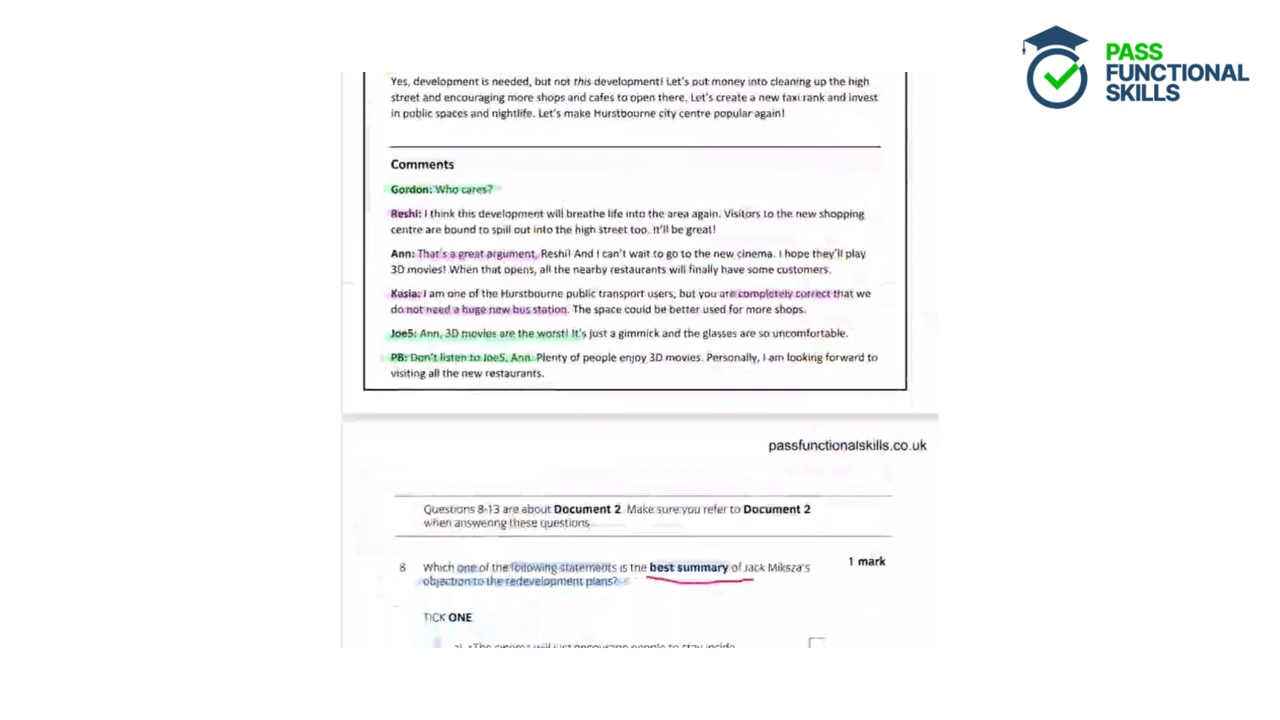 PASS
FUNCTIONAL
SKILLS
Yes, development is needed, but not this development! Let's put money into cleaning up the high
street and encouraging more shops and cafes to open there. Let's create a new taxi rank and invest
in public spaces and nightlife. Let's make Hurstbourne city centre popular again!
Comments
Gordon: Who cares?
Reshi: I think this development will breathe life into the area again. Visitors to the new shopping
centre are bound to spill out into the high street too. It'll be great!
Ann: That's a great argument, Reshi! And I can't wait to go to the new cinema. I hope they'll play
3D movies! When that opens, all the nearby restaurants will finally have some customers.
Kasia: I am one of the Hurstbourne public transport users, but you are completely correct that we
do not need a huge new bus station. The space could be better used for more shops.
Joe5: Ann, 3D movies are the worst! It's just a gimmick and the glasses are so uncomfortable.
PB: Don't listen to Joe5, Ann. Plenty of people enjoy 3D movies. Personally, I am looking forward to
visiting all the new restaurants.
passfunctionalskills.co.uk
Questions 8-13 are about Document 2. Make sure you refer to Document 2
when answering these questions.
8 Which one of the following statements is the best summary of Jack Miksza's 1 mark
objection to the redevelopment plans?
TICK ONE
a) The cinema will just encourage people to stay inside